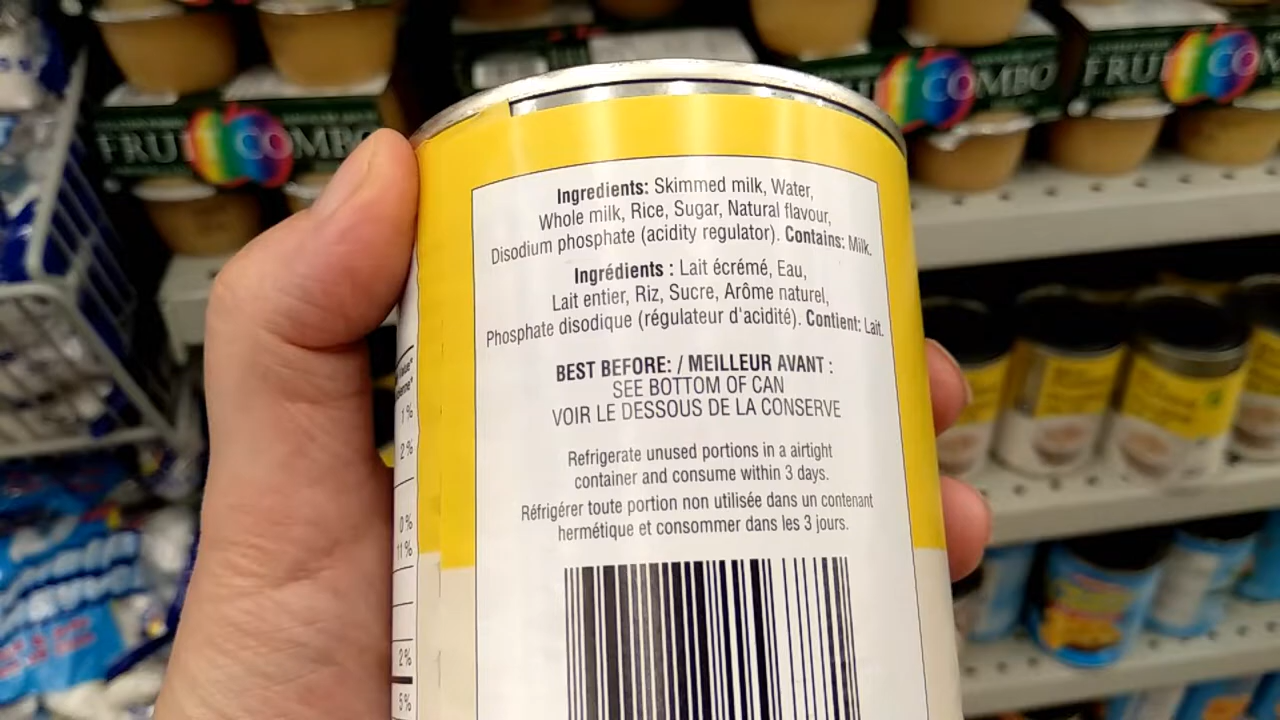 FRUIT COMBO
COMBO
FRUI CO
Ingredients: Skimmed milk, Water,
Whole milk, Rice, Sugar, Natural flavour,
Disodium phosphate (acidity regulator). Contains: Milk.
Ingrédients : Lait écrémé, Eau,
Lait entier, Riz, Sucre, Arôme naturel,
Phosphate disodique (régulateur d'acidité). Contient: Lait.
BEST BEFORE: / MEILLEUR AVANT :
SEE BOTTOM OF CAN
VOIR LE DESSOUS DE LA CONSERVE
Refrigerate unused portions in a airtight
container and consume within 3 days.
Réfrigérer toute portion non utilisée dans un contenant
hermétique et consommer dans les 3 jours.
1 %
2 %
0 %
11 %
2 %
5 %